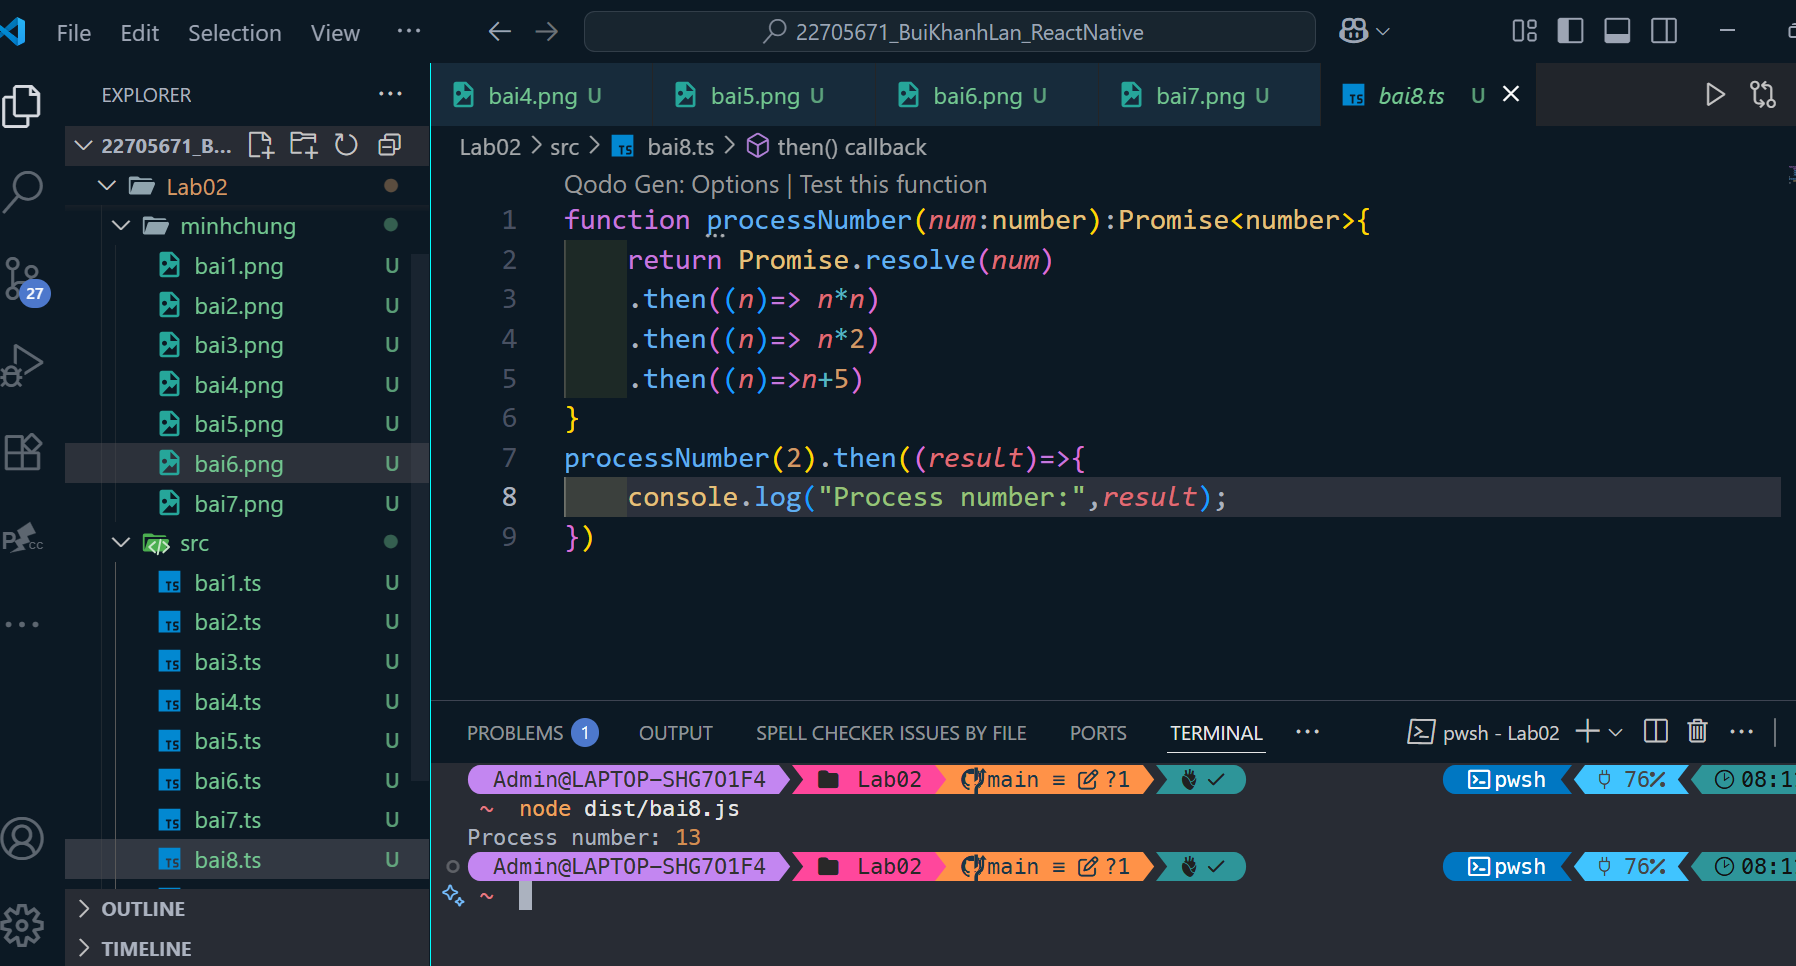 File Edit Selection View ··· 22705671_BuiKhanhLan_ReactNative
EXPLORER ···
22705671_B...
Lab02
minhchung
bai1.png U
bai2.png U
bai3.png U
bai4.png U
bai5.png U
bai6.png U
bai7.png U
src
bai1.ts U
bai2.ts U
bai3.ts U
bai4.ts U
bai5.ts U
bai6.ts U
bai7.ts U
bai8.ts U
OUTLINE
TIMELINE
27
bai4.png U bai5.png U bai6.png U bai7.png U TS bai8.ts U
Lab02 > src > TS bai8.ts > then() callback
Qodo Gen: Options | Test this function
1 function processNumber(num:number):Promise<number>{
2 return Promise.resolve(num)
3 .then((n)=> n*n)
4 .then((n)=> n*2)
5 .then((n)=>n+5)
6 }
7 processNumber(2).then((result)=>{
8 console.log("Process number:",result);
9 })
PROBLEMS 1 OUTPUT SPELL CHECKER ISSUES BY FILE PORTS TERMINAL ··· pwsh - Lab02 ···
Admin@LAPTOP-SHG7O1F4 Lab02 main ≡ ?1 pwsh 76%
~ node dist/bai8.js
Process number: 13
Admin@LAPTOP-SHG7O1F4 Lab02 main ≡ ?1 pwsh 76%
~